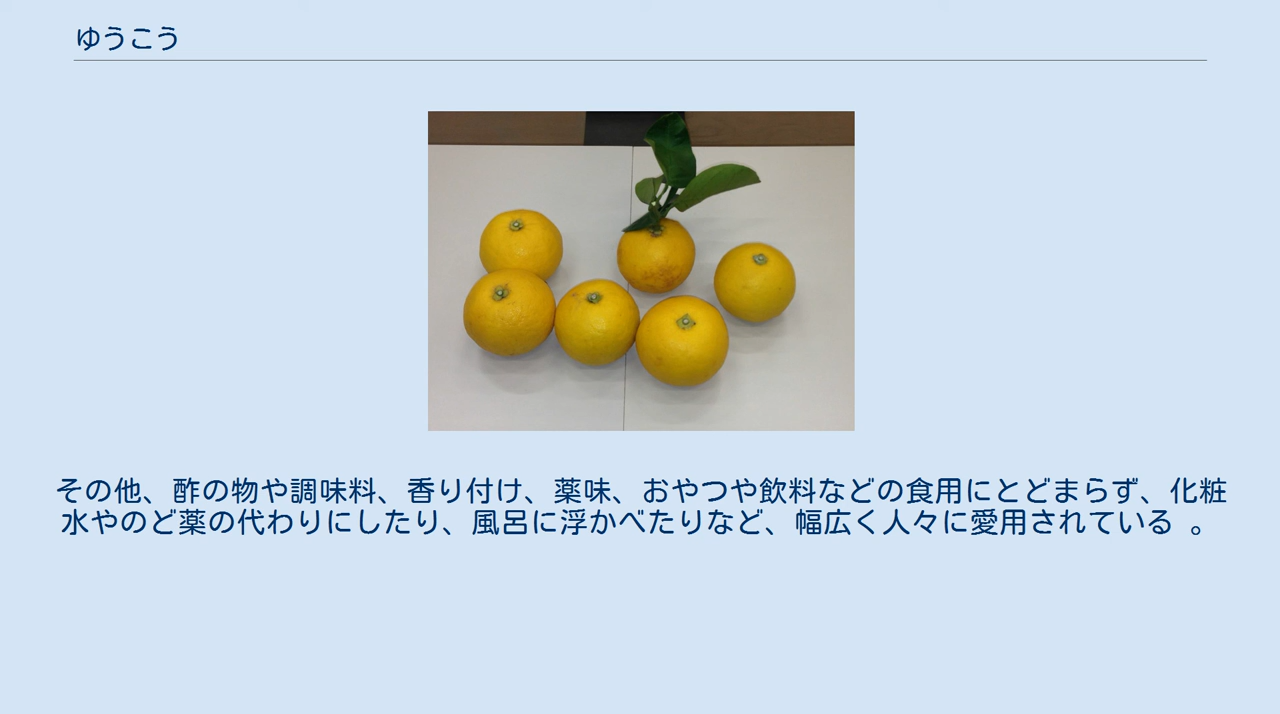 ゆうこう
その他、酢の物や調味料、香り付け、薬味、おやつや飲料などの食用にとどまらず、化粧
水やのど薬の代わりにしたり、風呂に浮かべたりなど、幅広く人々に愛用されている 。